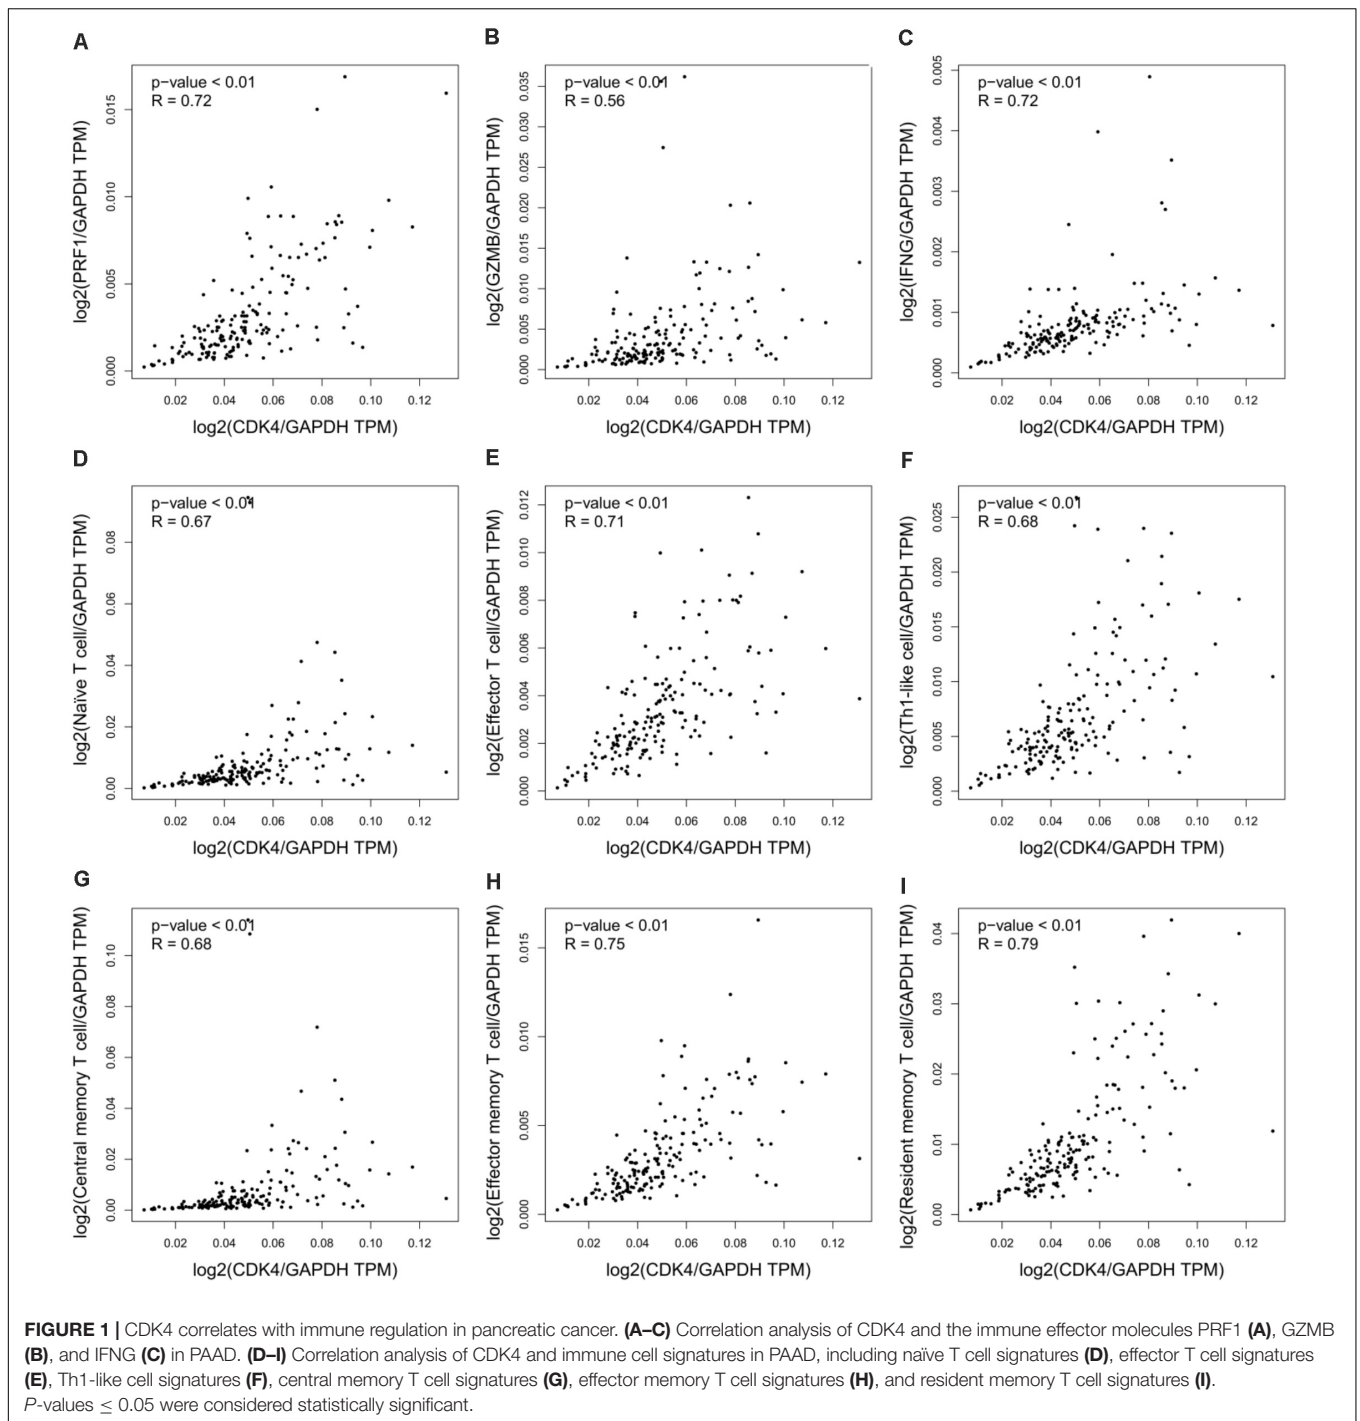 A
p−value < 0.01
R = 0.72
log2(PRF1/GAPDH TPM)
0.000 0.005 0.010 0.015
0.02 0.04 0.06 0.08 0.10 0.12
log2(CDK4/GAPDH TPM)
B
p−value < 0.01
R = 0.56
log2(GZMB/GAPDH TPM)
0.000 0.005 0.010 0.015 0.020 0.025 0.030 0.035
0.02 0.04 0.06 0.08 0.10 0.12
log2(CDK4/GAPDH TPM)
C
p−value < 0.01
R = 0.72
log2(IFNG/GAPDH TPM)
0.000 0.001 0.002 0.003 0.004 0.005
0.02 0.04 0.06 0.08 0.10 0.12
log2(CDK4/GAPDH TPM)
D
p−value < 0.01
R = 0.67
log2(Naïve T cell/GAPDH TPM)
0.00 0.02 0.04 0.06 0.08
0.02 0.04 0.06 0.08 0.10 0.12
log2(CDK4/GAPDH TPM)
E
p−value < 0.01
R = 0.71
log2(Effector T cell/GAPDH TPM)
0.000 0.002 0.004 0.006 0.008 0.010 0.012
0.02 0.04 0.06 0.08 0.10 0.12
log2(CDK4/GAPDH TPM)
F
p−value < 0.01
R = 0.68
log2(Th1-like cell/GAPDH TPM)
0.000 0.005 0.010 0.015 0.020 0.025
0.02 0.04 0.06 0.08 0.10 0.12
log2(CDK4/GAPDH TPM)
G
p−value < 0.01
R = 0.68
log2(Central memory T cell/GAPDH TPM)
0.00 0.02 0.04 0.06 0.08 0.10
0.02 0.04 0.06 0.08 0.10 0.12
log2(CDK4/GAPDH TPM)
H
p−value < 0.01
R = 0.75
log2(Effector memory T cell/GAPDH TPM)
0.000 0.005 0.010 0.015
0.02 0.04 0.06 0.08 0.10 0.12
log2(CDK4/GAPDH TPM)
I
p−value < 0.01
R = 0.79
log2(Resident memory T cell/GAPDH TPM)
0.00 0.01 0.02 0.03 0.04
0.02 0.04 0.06 0.08 0.10 0.12
log2(CDK4/GAPDH TPM)
FIGURE 1 | CDK4 correlates with immune regulation in pancreatic cancer. (A–C) Correlation analysis of CDK4 and the immune effector molecules PRF1 (A), GZMB
(B), and IFNG (C) in PAAD. (D–I) Correlation analysis of CDK4 and immune cell signatures in PAAD, including naïve T cell signatures (D), effector T cell signatures
(E), Th1-like cell signatures (F), central memory T cell signatures (G), effector memory T cell signatures (H), and resident memory T cell signatures (I).
P-values ≤ 0.05 were considered statistically significant.